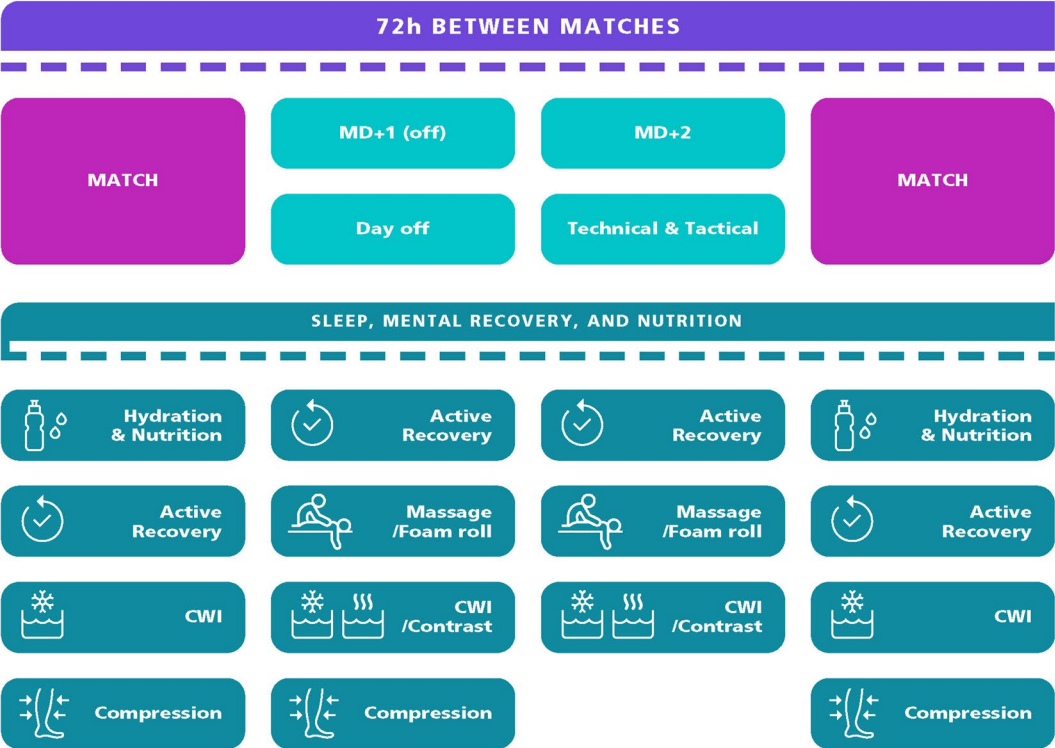 72h BETWEEN MATCHES
MATCH
MD+1 (off)
MD+2
MATCH
Day off
Technical & Tactical
SLEEP, MENTAL RECOVERY, AND NUTRITION
Hydration
& Nutrition
Active
Recovery
Active
Recovery
Hydration
& Nutrition
Active
Recovery
Massage
/Foam roll
Massage
/Foam roll
Active
Recovery
CWI
CWI
/Contrast
CWI
/Contrast
CWI
Compression
Compression
Compression